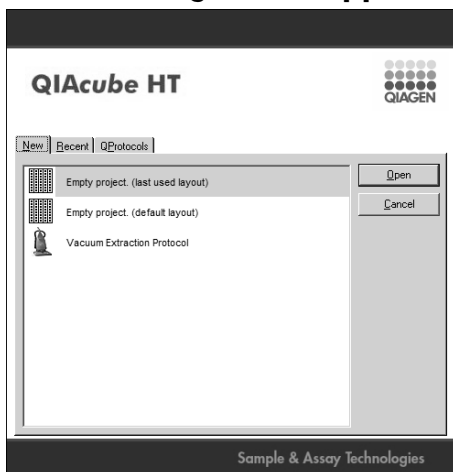 QIAcube HT
QIAGEN
New Recent QProtocols
Empty project. (last used layout)
Open
Empty project. (default layout)
Cancel
Vacuum Extraction Protocol
Sample & Assay Technologies